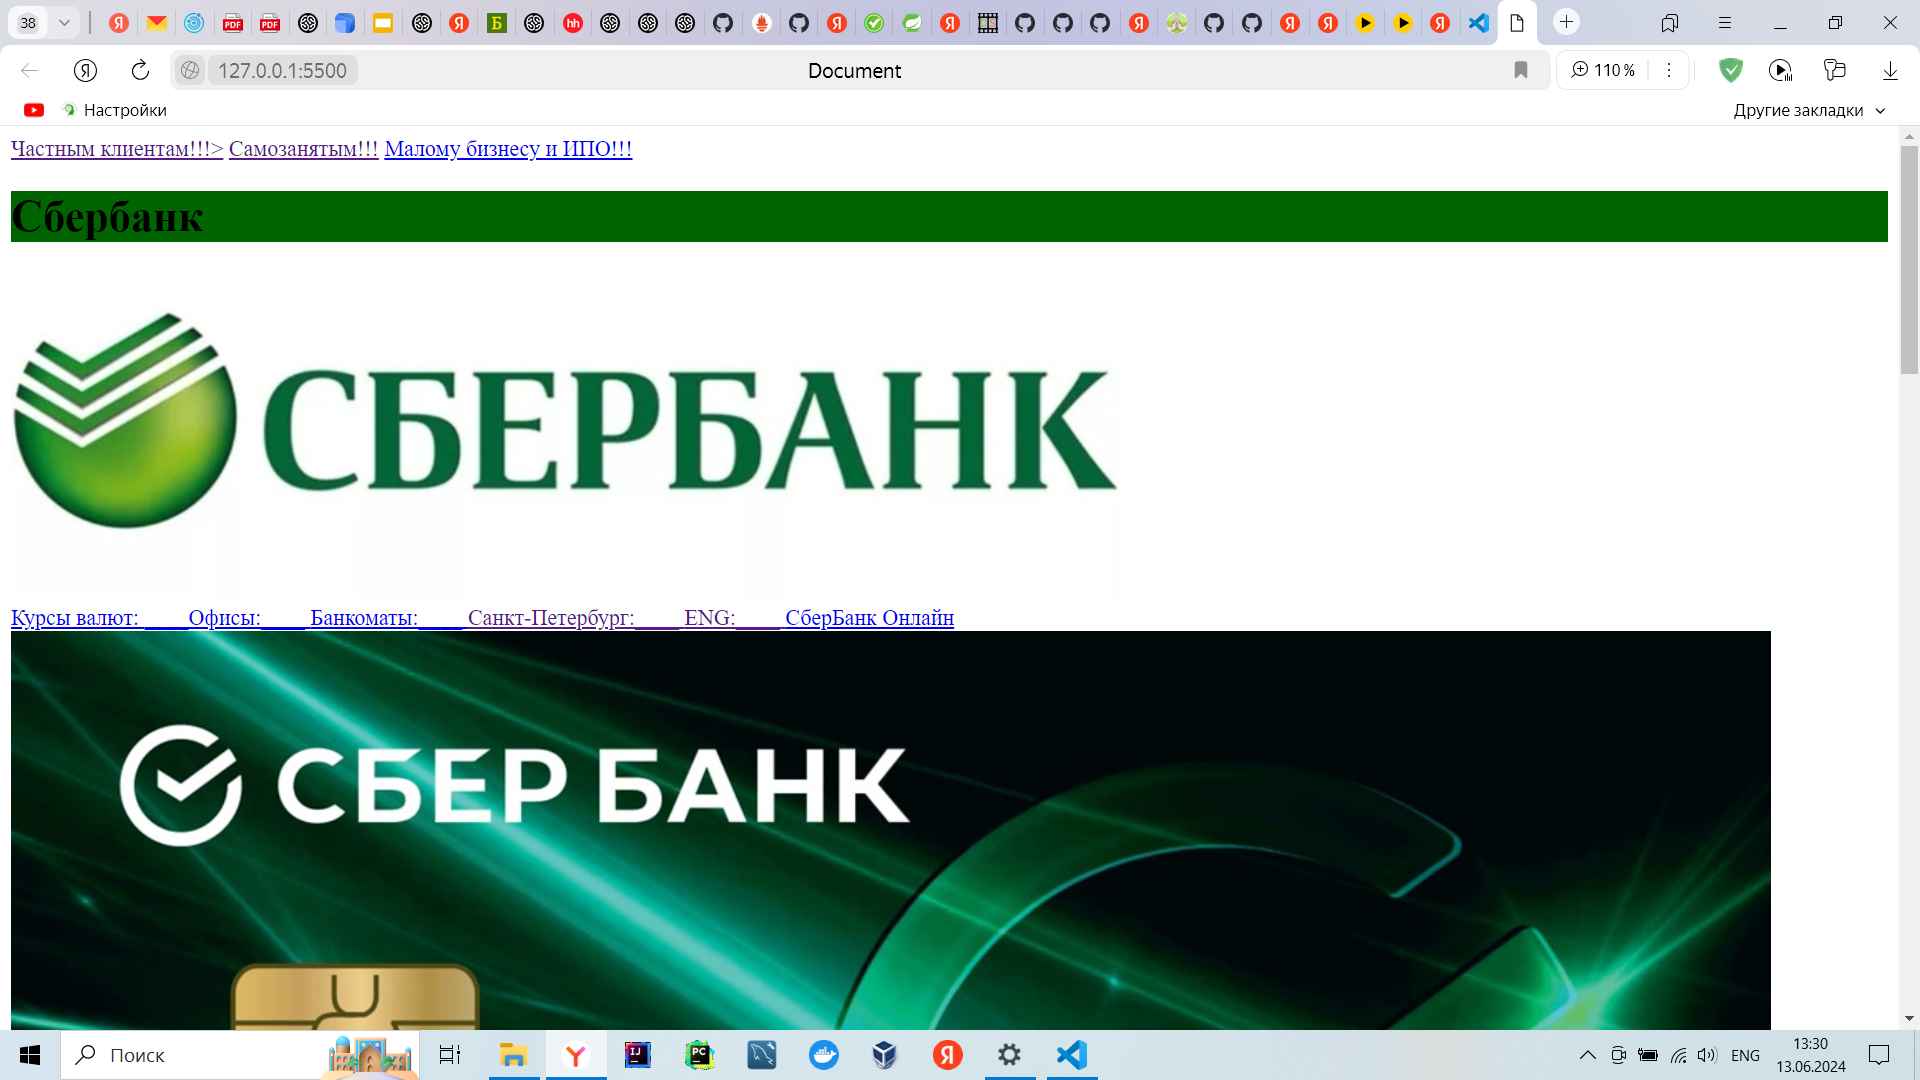 38
127.0.0.1:5500
Document
110 %
Настройки
Другие закладки
Частным клиентам!!!> Самозанятым!!! Малому бизнесу и ИПО!!!
Сбербанк
СБЕРБАНК
Курсы валют: ____Офисы:____Банкоматы:____Санкт-Петербург:____ENG:____СберБанк Онлайн
СБЕР БАНК
Поиск
ENG
13:30
13.06.2024